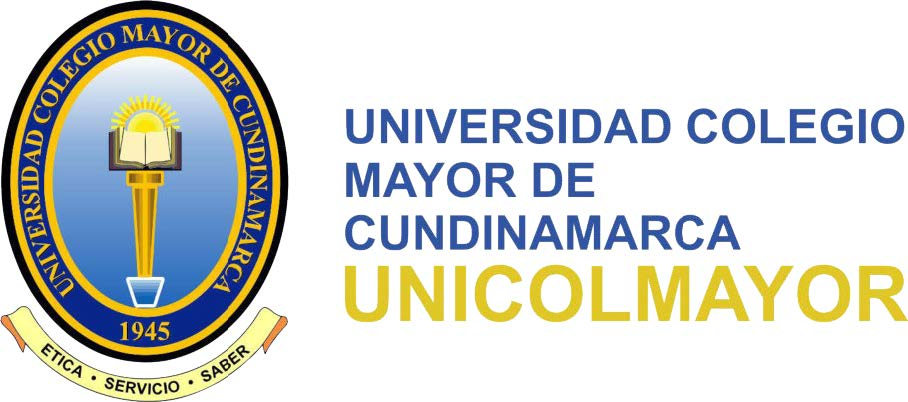 UNIVERSIDAD COLEGIO MAYOR DE CUNDINAMARCA
1945
ETICA • SERVICIO • SABER
UNIVERSIDAD COLEGIO
MAYOR DE
CUNDINAMARCA
UNICOLMAYOR